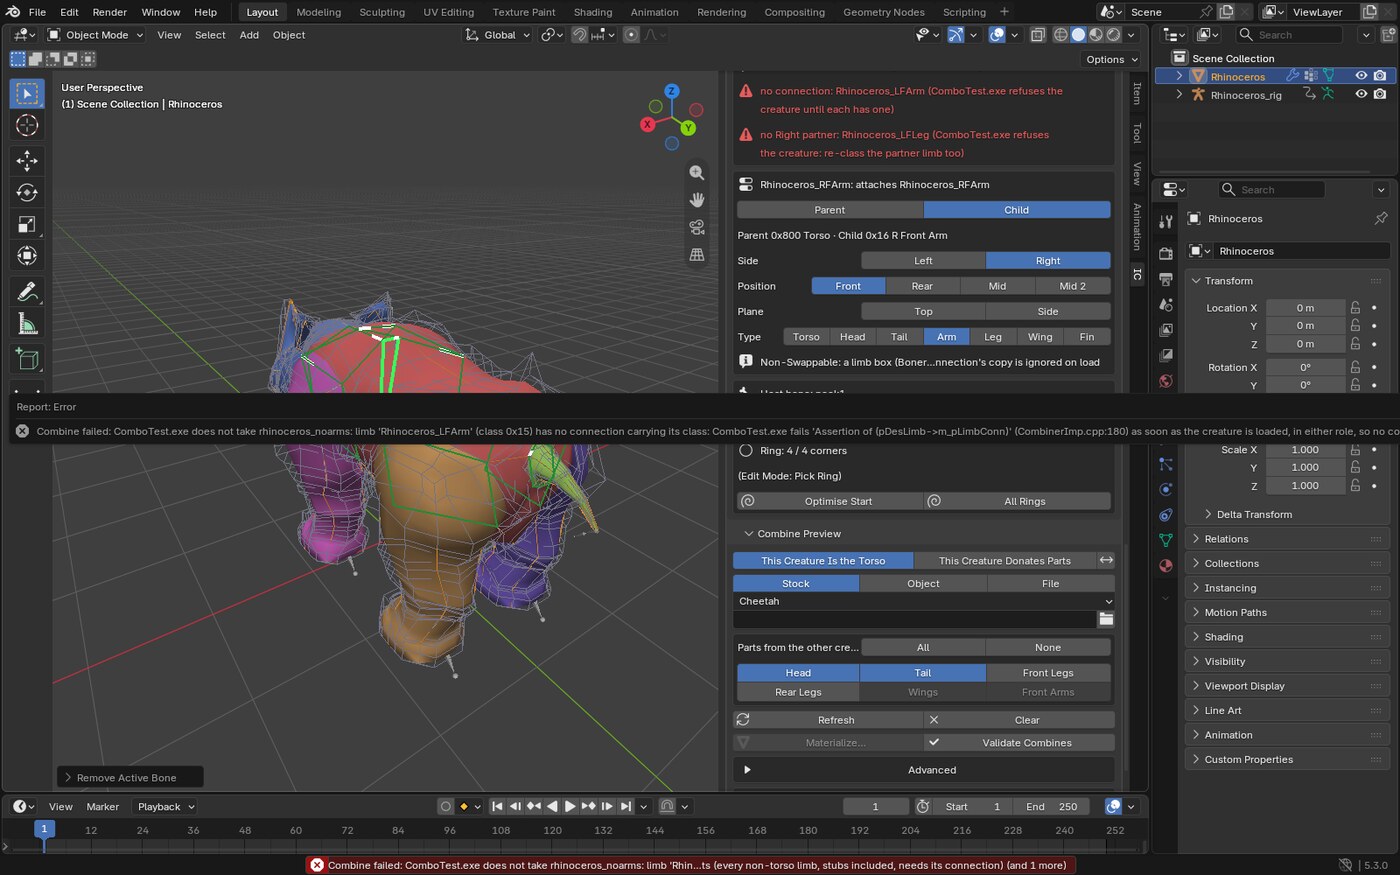 File Edit Render Window Help Layout Modeling Sculpting UV Editing Texture Paint Shading Animation Rendering Compositing Geometry Nodes Scripting Scene ViewLayer
Object Mode View Select Add Object Global Search
Options
User Perspective
(1) Scene Collection | Rhinoceros
Z
X
Y
no connection: Rhinoceros_LFArm (ComboTest.exe refuses the
creature until each has one)
no Right partner: Rhinoceros_LFLeg (ComboTest.exe refuses
the creature: re-class the partner limb too)
Rhinoceros_RFArm: attaches Rhinoceros_RFArm
Parent Child
Parent 0x800 Torso · Child 0x16 R Front Arm
Side Left Right
Position Front Rear Mid Mid 2
Plane Top Side
Type Torso Head Tail Arm Leg Wing Fin
Non-Swappable: a limb box (Boner...nnection's copy is ignored on load
Item
Tool
View
Animation
IC
Report: Error
Combine failed: ComboTest.exe does not take rhinoceros_noarms: limb 'Rhinoceros_LFArm' (class 0x15) has no connection carrying its class: ComboTest.exe fails 'Assertion of (pDesLimb->m_pLimbConn)' (CombinerImp.cpp:180) as soon as the creature is loaded, in either role, so no co
Ring: 4 / 4 corners
(Edit Mode: Pick Ring)
Optimise Start All Rings
Combine Preview
This Creature Is the Torso This Creature Donates Parts
Stock Object File
Cheetah
Parts from the other cre... All None
Head Tail Front Legs
Rear Legs Wings Front Arms
Refresh Clear
Materialize... Validate Combines
Advanced
Remove Active Bone
Scene Collection
Rhinoceros
Rhinoceros_rig
Search
Rhinoceros
Rhinoceros
Transform
Location X 0 m
Y 0 m
Z 0 m
Rotation X 0°
Y 0°
Scale X 1.000
Y 1.000
Z 1.000
Delta Transform
Relations
Collections
Instancing
Motion Paths
Shading
Visibility
Viewport Display
Line Art
Animation
Custom Properties
View Marker Playback 1 Start 1 End 250
1 12 24 36 48 60 72 84 96 108 120 132 144 156 168 180 192 204 216 228 240 252
Combine failed: ComboTest.exe does not take rhinoceros_noarms: limb 'Rhin...ts (every non-torso limb, stubs included, needs its connection) (and 1 more)
5.3.0